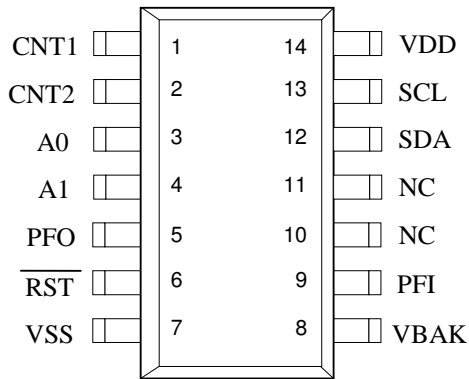 CNT1 1 14 VDD
CNT2 2 13 SCL
A0 3 12 SDA
A1 4 11 NC
PFO 5 10 NC
R̅S̅T̅ 6 9 PFI
VSS 7 8 VBAK